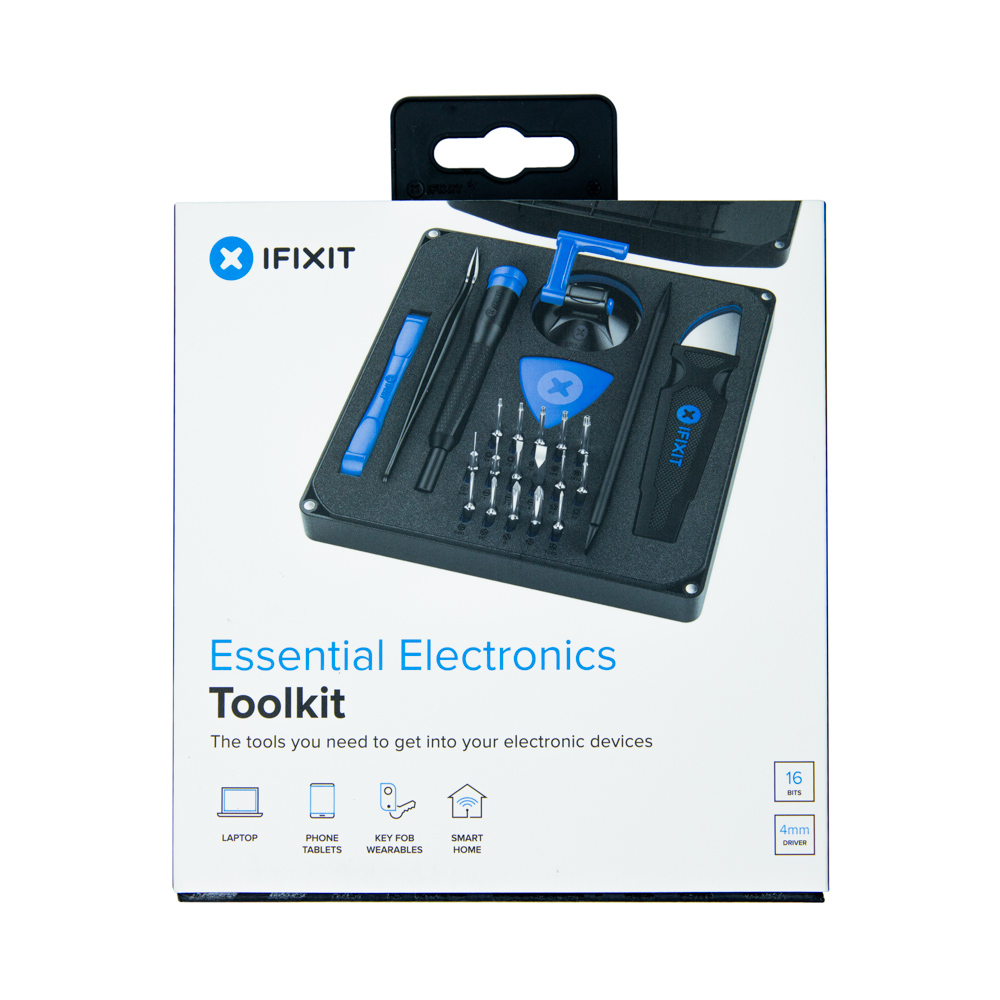 IFIXIT
IFIXIT
IFIXIT
Essential Electronics
Toolkit
The tools you need to get into your electronic devices
LAPTOP
PHONE
TABLETS
KEY FOB
WEARABLES
SMART
HOME
16
BITS
4mm
DRIVER